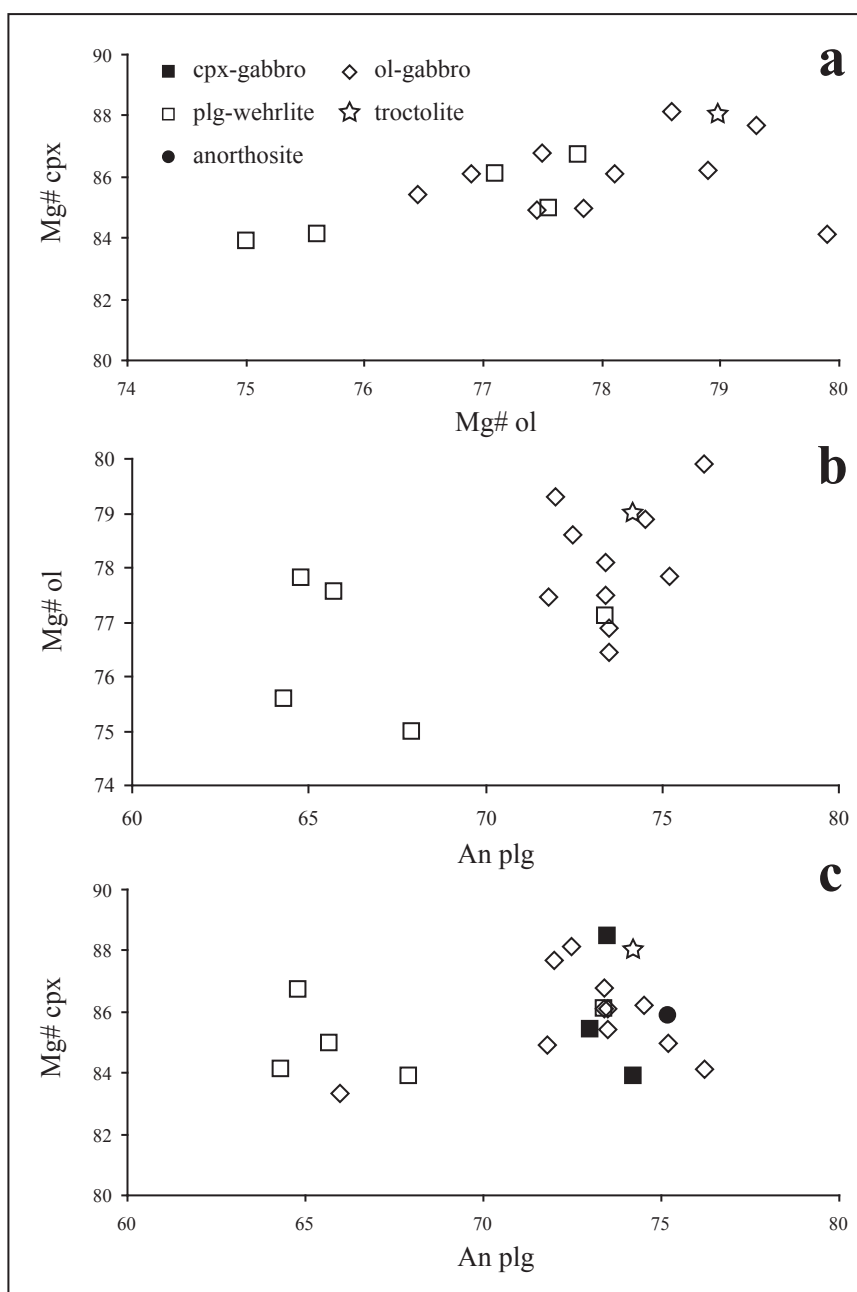 a
90
cpx-gabbro ol-gabbro
88
plg-wehrlite troctolite
anorthosite
86
Mg# cpx
84
82
80
74 75 76 77 78 79 80
Mg# ol
b
80
79
78
Mg# ol
77
76
75
74
60 65 70 75 80
An plg
c
90
88
86
Mg# cpx
84
82
80
60 65 70 75 80
An plg